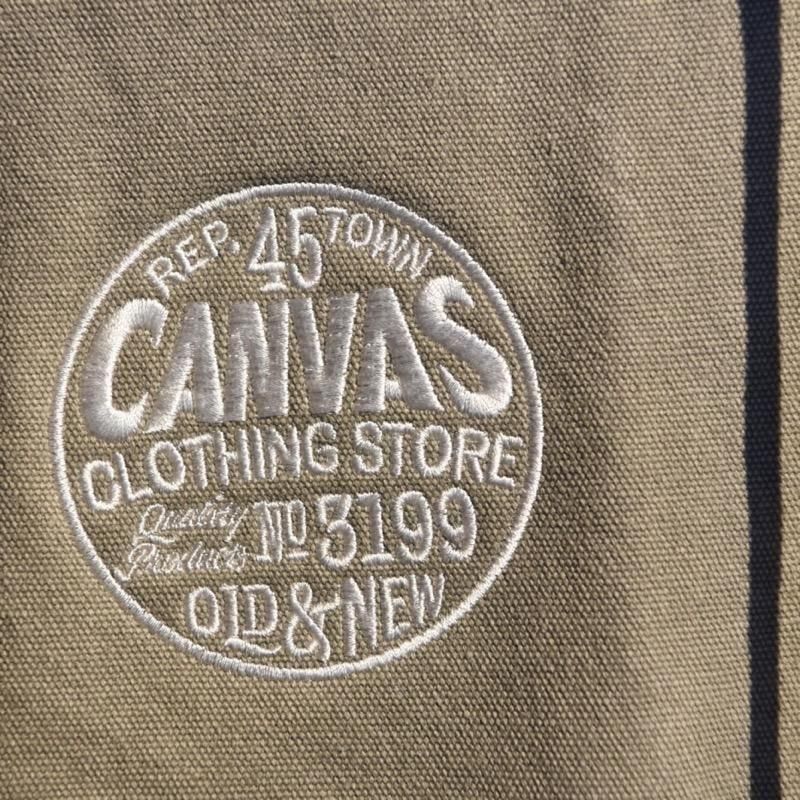 REP. 45 TOWN
CANVAS
CLOTHING STORE
Quality
Products
NO 3199
OLD & NEW